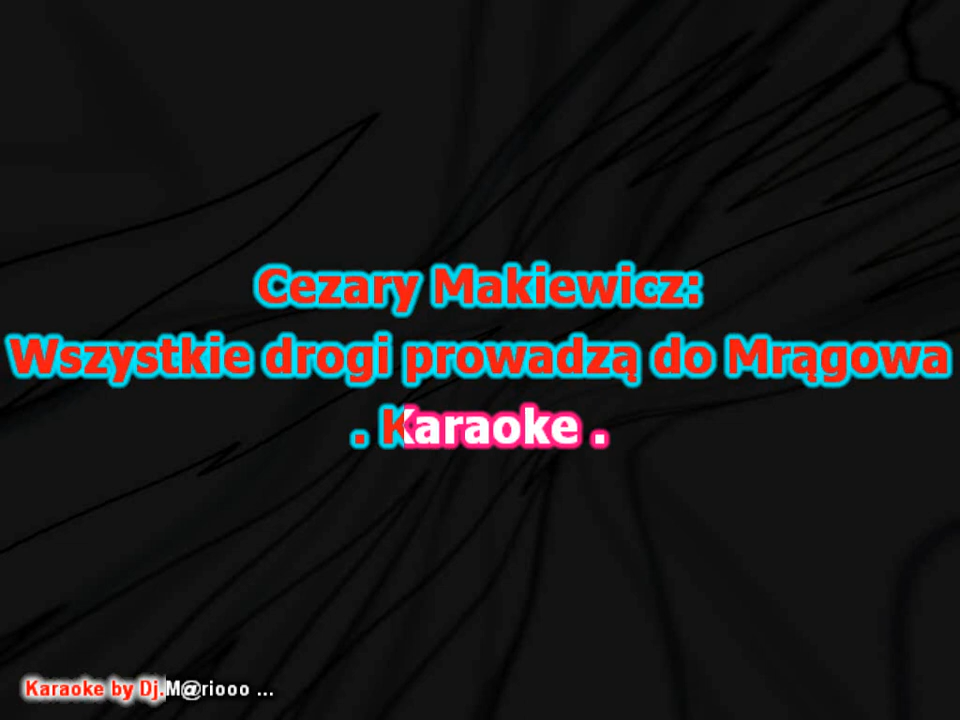 Cezary Makiewicz:
Wszystkie drogi prowadzą do Mrągowa
. Karaoke .
Karaoke by Dj.M@riooo ...